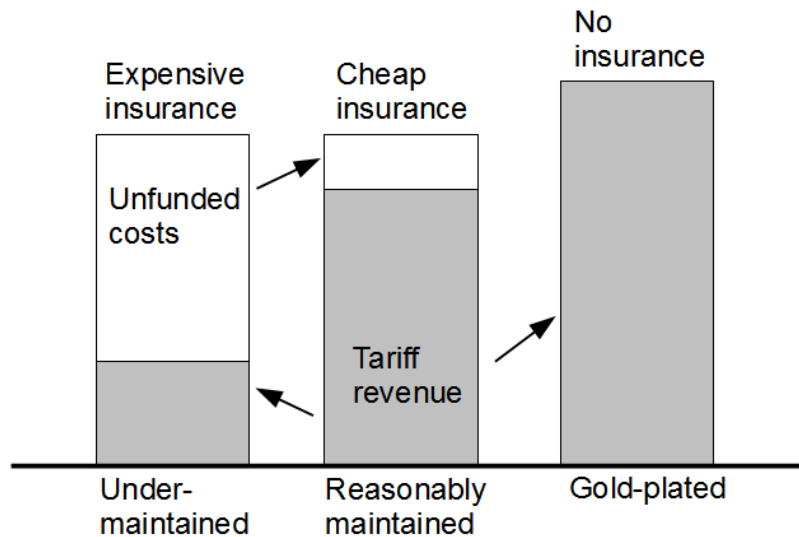 Expensive
insurance
Cheap
insurance
No
insurance
Unfunded
costs
Tariff
revenue
Under-
maintained
Reasonably
maintained
Gold-plated